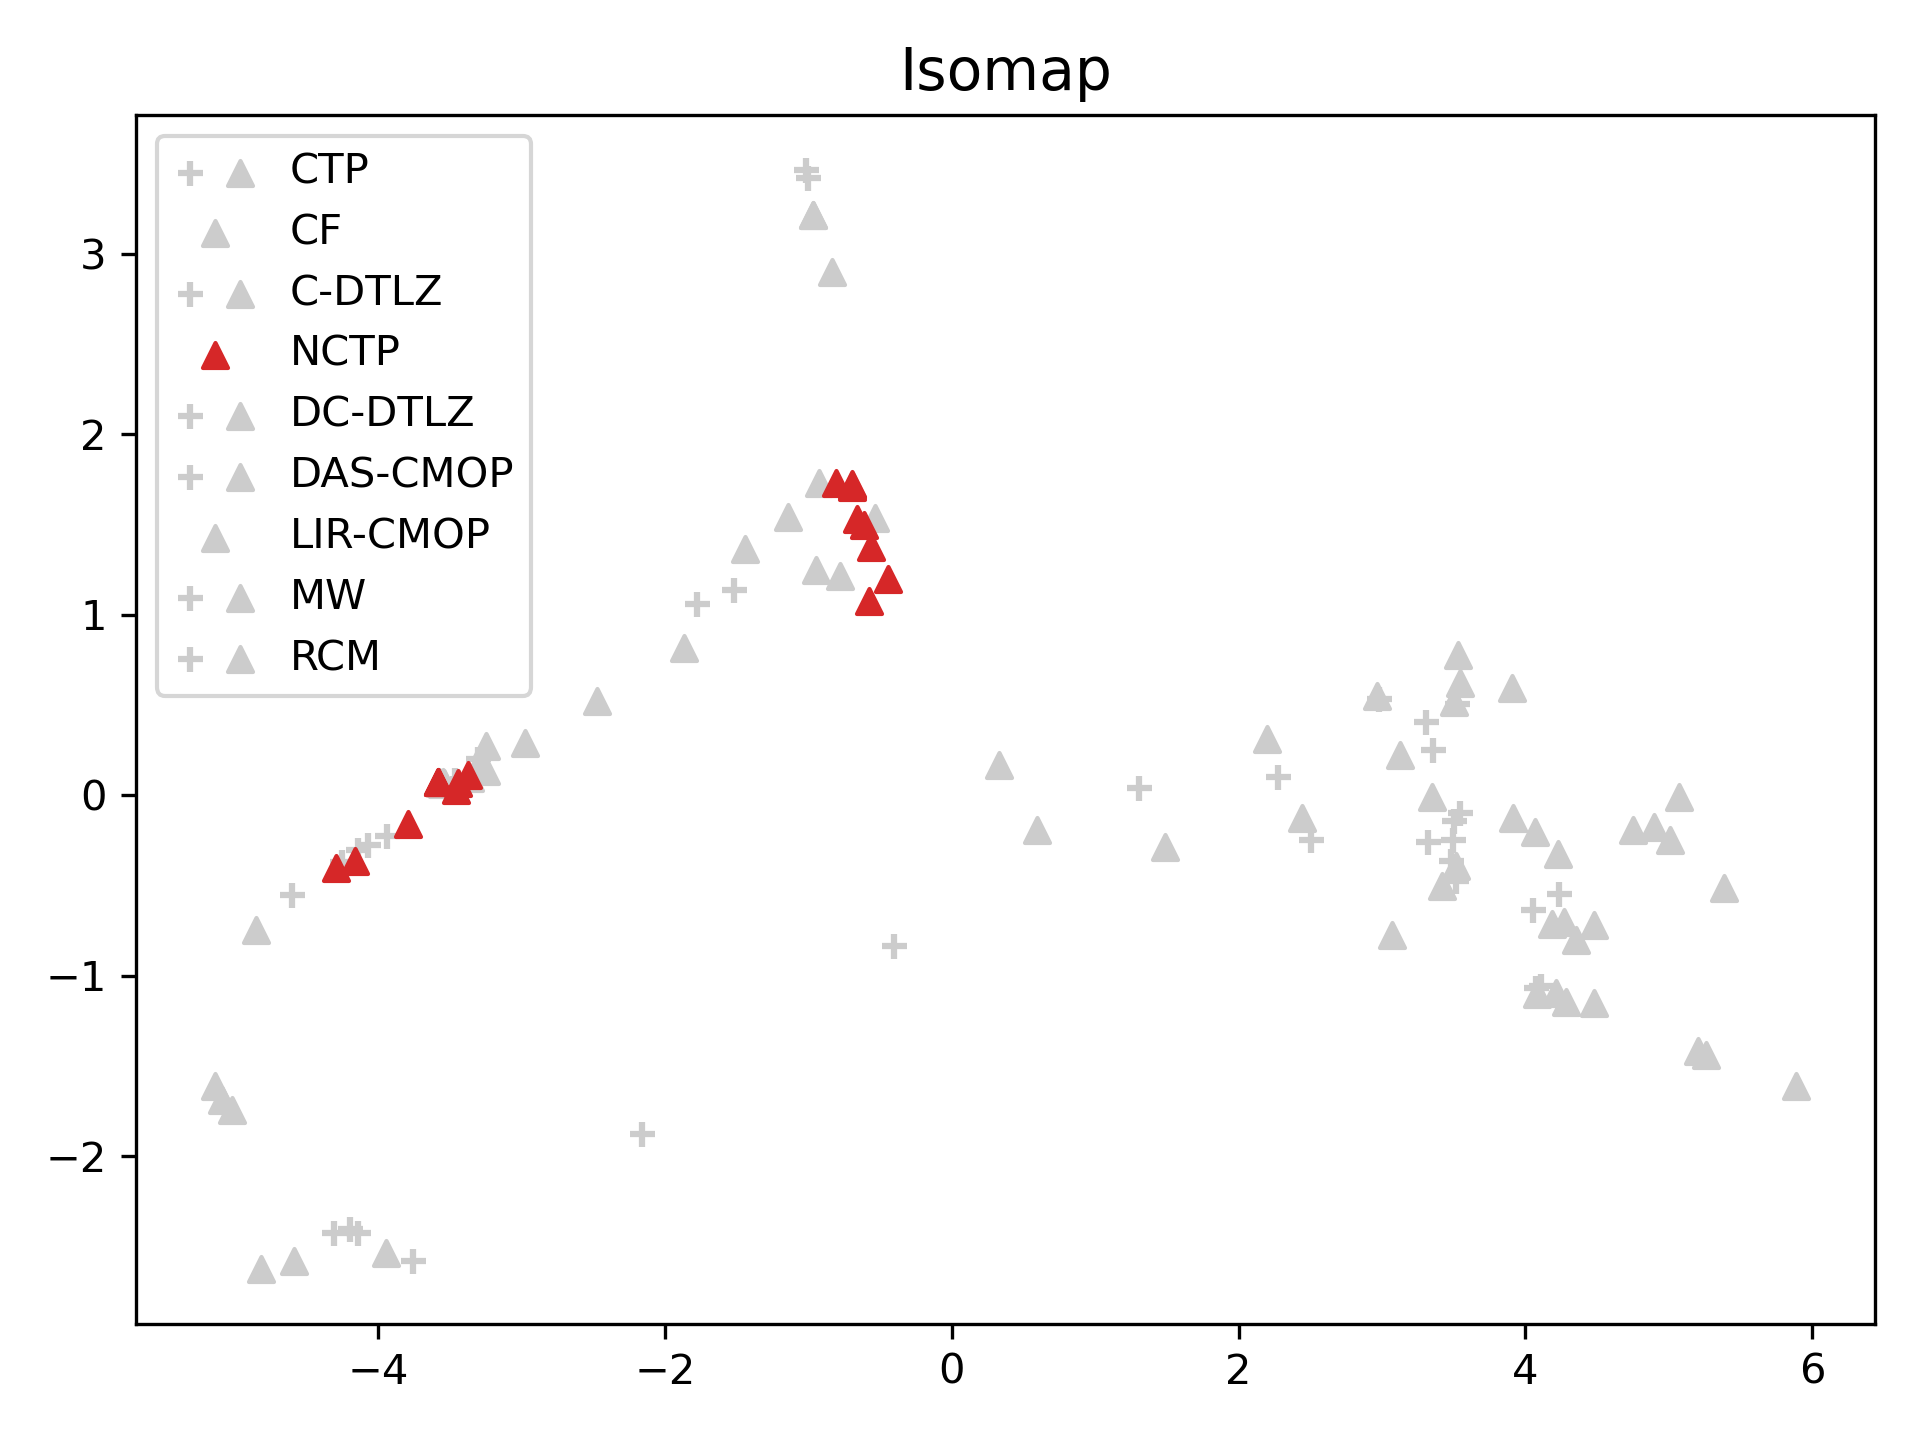 Isomap
CTP
CF
C-DTLZ
NCTP
DC-DTLZ
DAS-CMOP
LIR-CMOP
MW
RCM
3
2
1
0
−1
−2
−4 −2 0 2 4 6